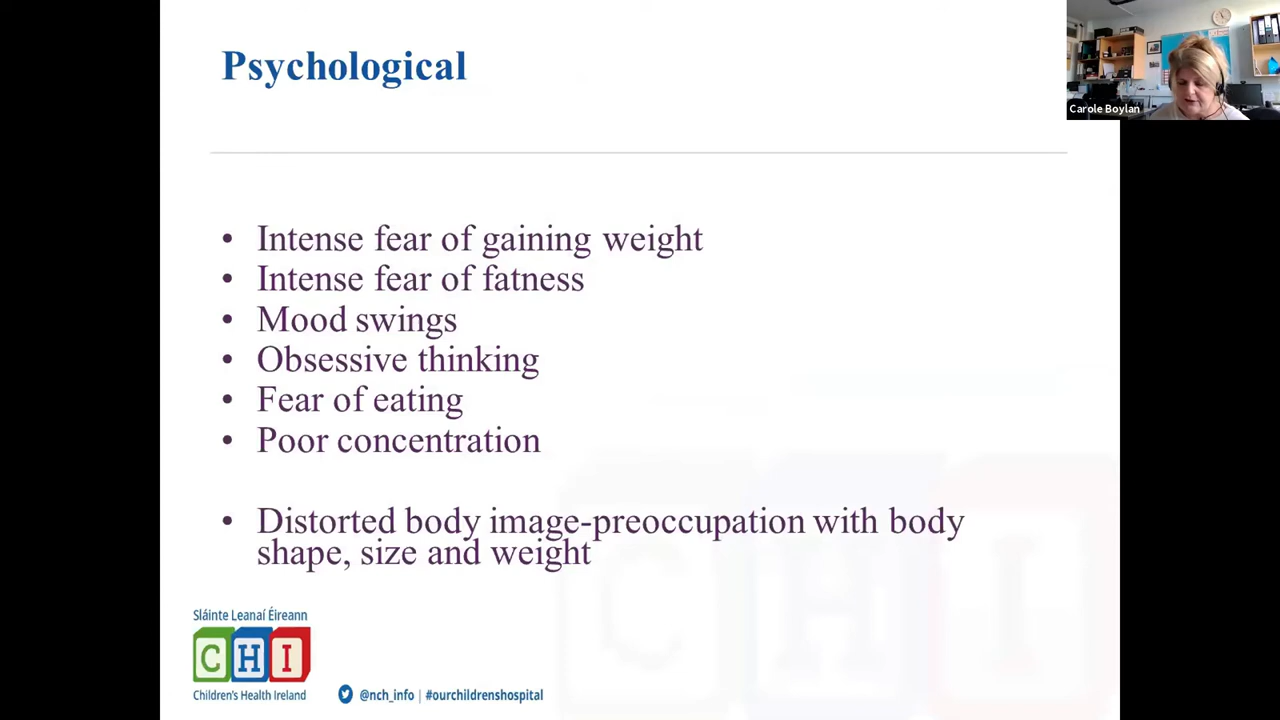 Psychological
Carole Boylan
• Intense fear of gaining weight
• Intense fear of fatness
• Mood swings
• Obsessive thinking
• Fear of eating
• Poor concentration
• Distorted body image-preoccupation with body
shape, size and weight
Sláinte Leanaí Éireann
CHI
Children's Health Ireland
@nch_info | #ourchildrenshospital
CHI